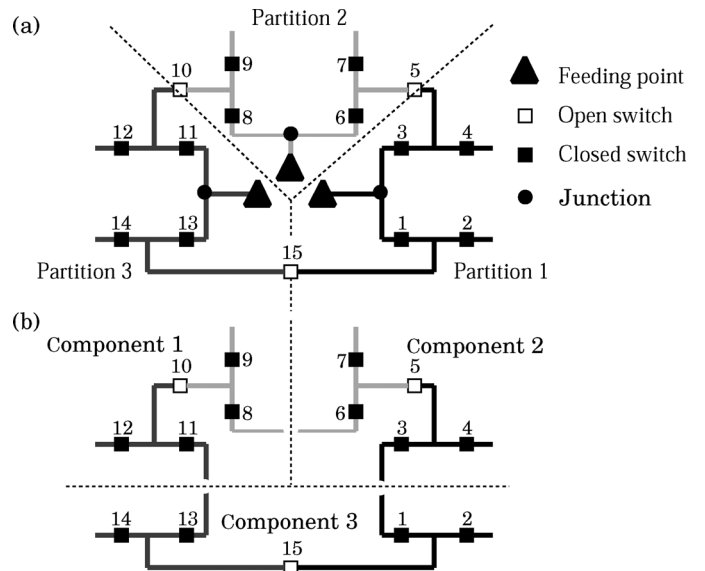 (a)
Partition 2
10
9
7
5
8
6
12
11
3
4
14
13
1
2
15
Partition 3
Partition 1
Feeding point
Open switch
Closed switch
Junction
(b)
Component 1
Component 2
10
9
7
5
8
6
12
11
3
4
14
13
Component 3
1
2
15